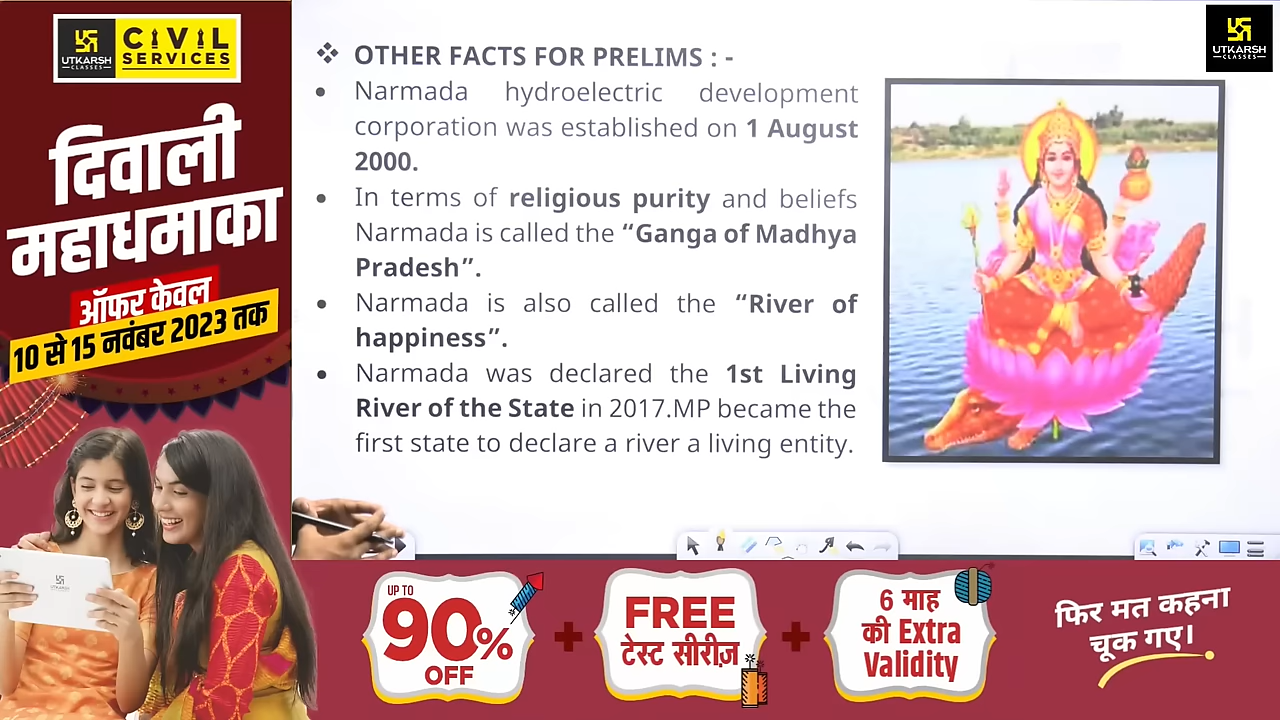 UTKARSH
CLASSES
CIVIL
SERVICES
दिवाली
महाधमाका
ऑफर केवल
10 से 15 नवंबर 2023 तक
UTKARSH
CLASSES
OTHER FACTS FOR PRELIMS : -
Narmada hydroelectric development
corporation was established on 1 August
2000.
In terms of religious purity and beliefs
Narmada is called the “Ganga of Madhya
Pradesh”.
Narmada is also called the “River of
happiness”.
Narmada was declared the 1st Living
River of the State in 2017.MP became the
first state to declare a river a living entity.
UTKARSH
CLASSES
UP TO
90%
OFF
+
FREE
टेस्ट सीरीज़
+
6 माह
की Extra
Validity
फिर मत कहना
चूक गए।